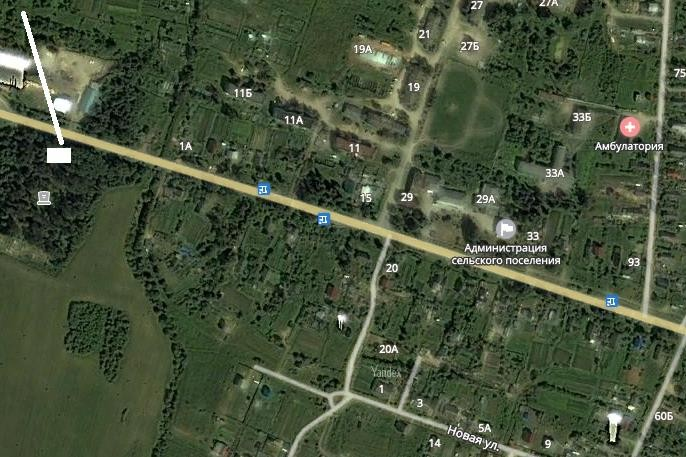 27
27А
21
27Б
19А
75
19
11Б
11А
33Б
1А
11
Амбулатория
33А
15
29
29А
33
Администрация
сельского поселения
93
20
20А
Yandex
1
3
60Б
5А
Новая ул.
14
9